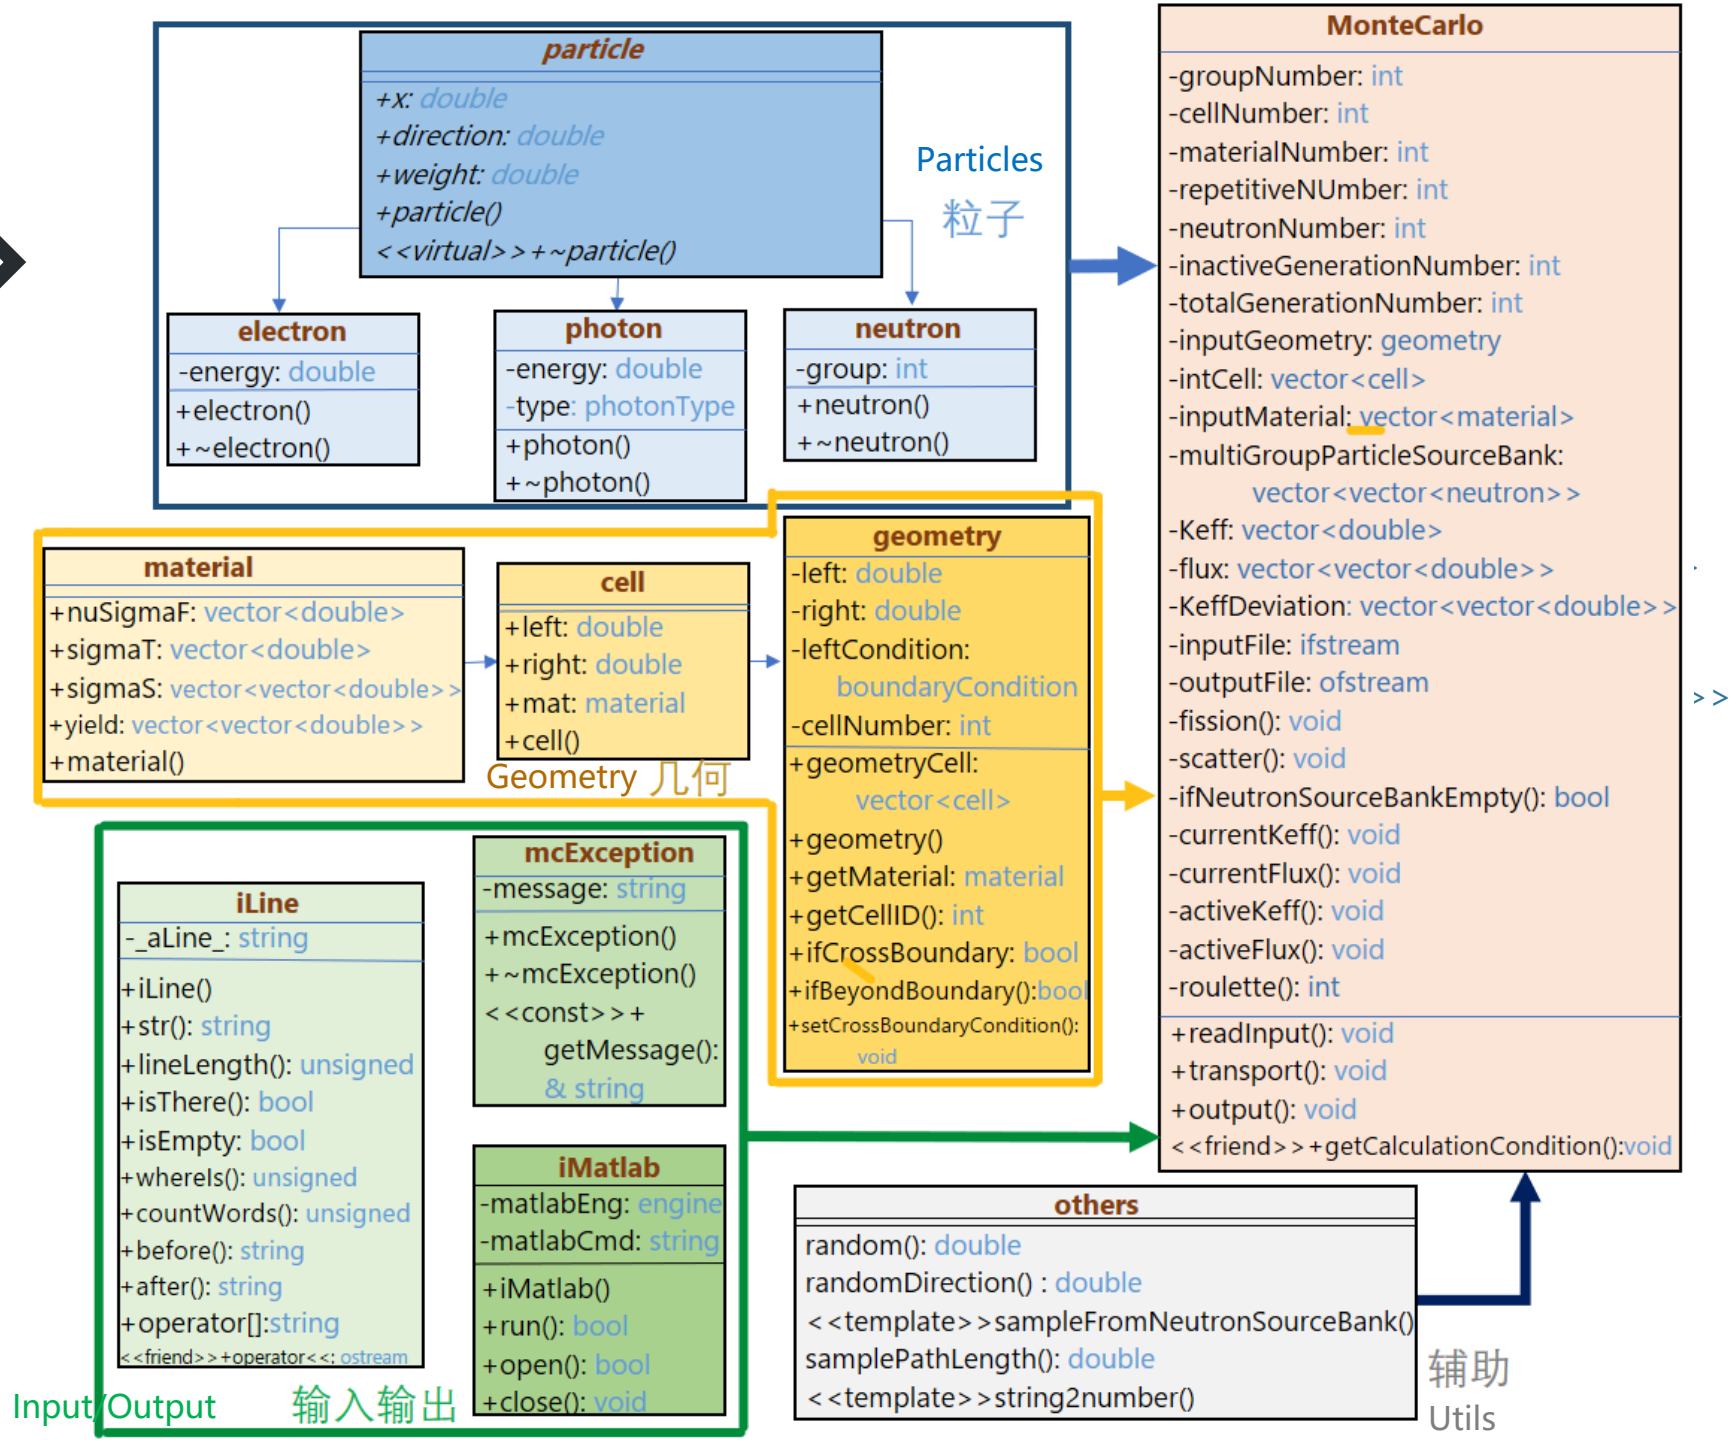 particle
+x: double
+direction: double
+weight: double
+particle()
<<virtual>>+~particle()
Particles
粒子
electron
-energy: double
+electron()
+~electron()
photon
-energy: double
-type: photonType
+photon()
+~photon()
neutron
-group: int
+neutron()
+~neutron()
material
+nuSigmaF: vector<double>
+sigmaT: vector<double>
+sigmaS: vector<vector<double>>
+yield: vector<vector<double>>
+material()
cell
+left: double
+right: double
+mat: material
+cell()
Geometry 几何
geometry
-left: double
-right: double
-leftCondition:
boundaryCondition
-cellNumber: int
+geometryCell:
vector<cell>
+geometry()
+getMaterial: material
+getCellID(): int
+ifCrossBoundary: bool
+ifBeyondBoundary():bool
+setCrossBoundaryCondition():
void
iLine
-_aLine_: string
+iLine()
+str(): string
+lineLength(): unsigned
+isThere(): bool
+isEmpty: bool
+whereIs(): unsigned
+countWords(): unsigned
+before(): string
+after(): string
+operator[]:string
<<friend>>+operator<<: ostream
mcException
-message: string
+mcException()
+~mcException()
<<const>>+
getMessage():
& string
iMatlab
-matlabEng: engine
-matlabCmd: string
+iMatlab()
+run(): bool
+open(): bool
+close(): void
Input/Output 输入输出
MonteCarlo
-groupNumber: int
-cellNumber: int
-materialNumber: int
-repetitiveNUmber: int
-neutronNumber: int
-inactiveGenerationNumber: int
-totalGenerationNumber: int
-inputGeometry: geometry
-intCell: vector<cell>
-inputMaterial: vector<material>
-multiGroupParticleSourceBank:
vector<vector<neutron>>
-Keff: vector<double>
-flux: vector<vector<double>>
-KeffDeviation: vector<vector<double>>
-inputFile: ifstream
-outputFile: ofstream
-fission(): void
-scatter(): void
-ifNeutronSourceBankEmpty(): bool
-currentKeff(): void
-currentFlux(): void
-activeKeff(): void
-activeFlux(): void
-roulette(): int
+readInput(): void
+transport(): void
+output(): void
<<friend>>+getCalculationCondition():void
>>
others
random(): double
randomDirection() : double
<<template>>sampleFromNeutronSourceBank()
samplePathLength(): double
<<template>>string2number()
辅助
Utils